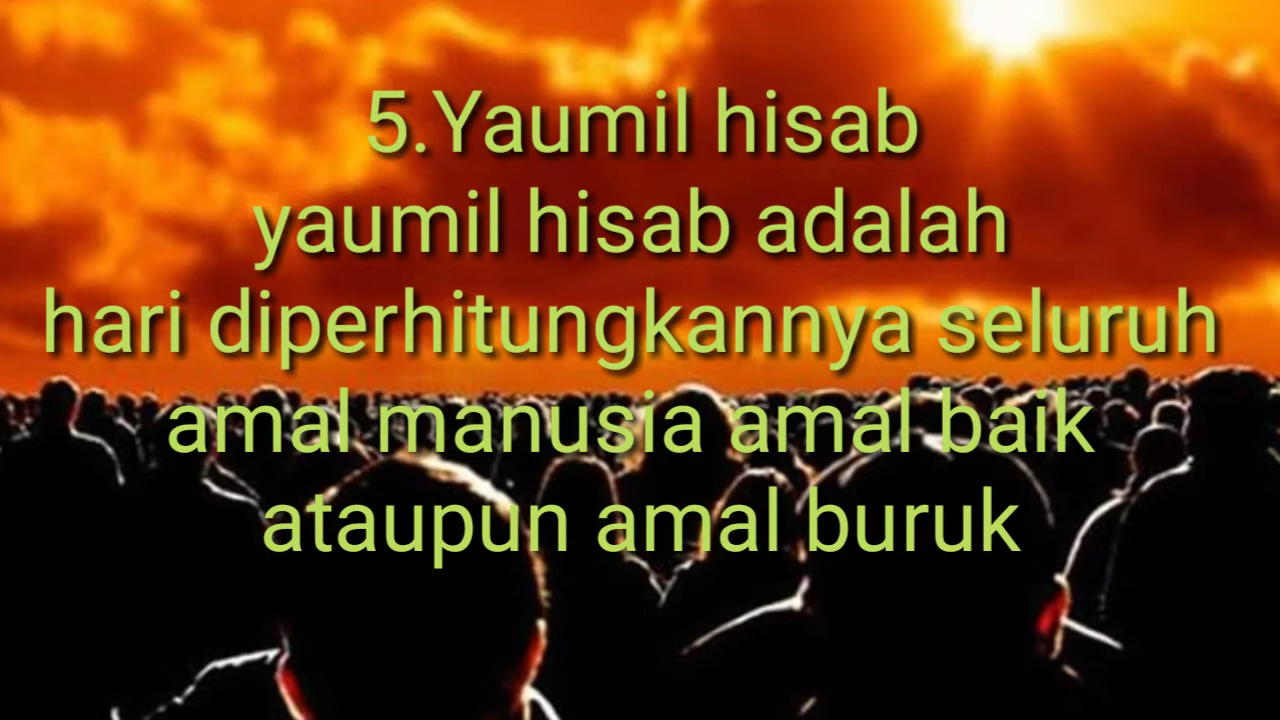 5.Yaumil hisab
yaumil hisab adalah
hari diperhitungkannya seluruh
amal manusia amal baik
ataupun amal buruk